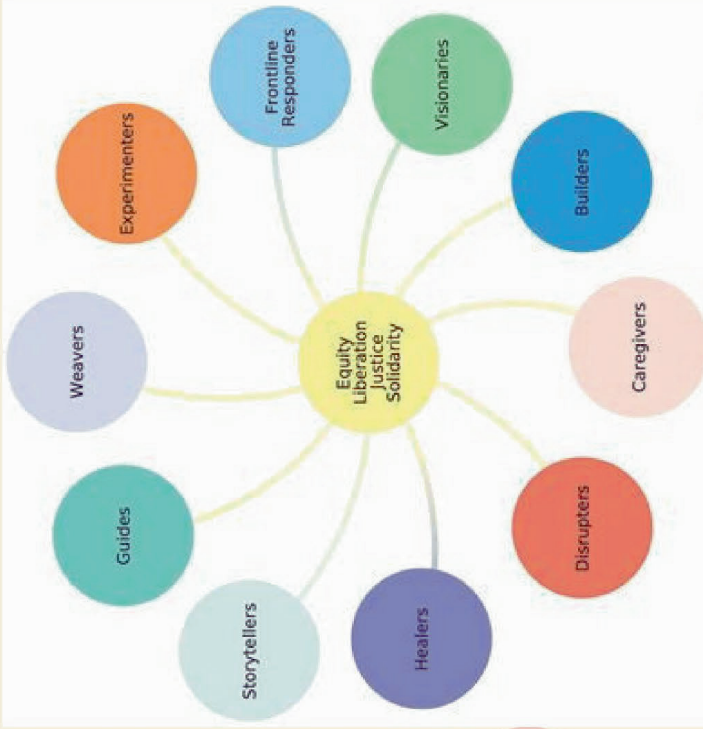 Weavers
Guides
Experimenters
Storytellers
Frontline
Responders
Equity
Liberation
Justice
Solidarity
Healers
Visionaries
Disrupters
Builders
Caregivers